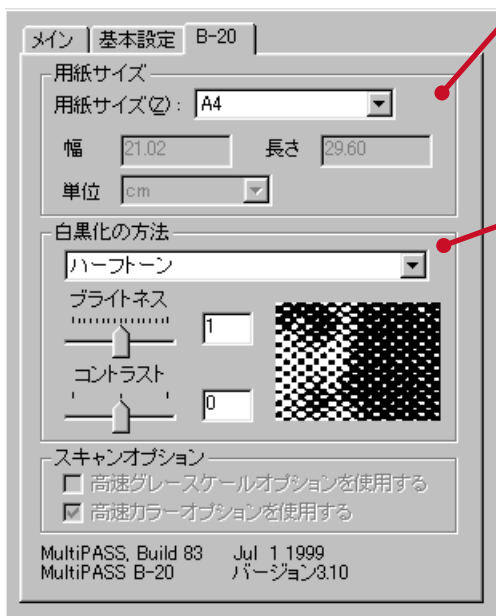 メイン 基本設定 B-20
用紙サイズ
用紙サイズ(Z): A4
幅 21.02 長さ 29.60
単位 cm
白黒化の方法
ハーフトーン
ブライトネス
1
コントラスト
0
スキャンオプション
高速グレースケールオプションを使用する
高速カラーオプションを使用する
MultiPASS, Build 83 Jul 1 1999
MultiPASS B-20 バージョン3.10